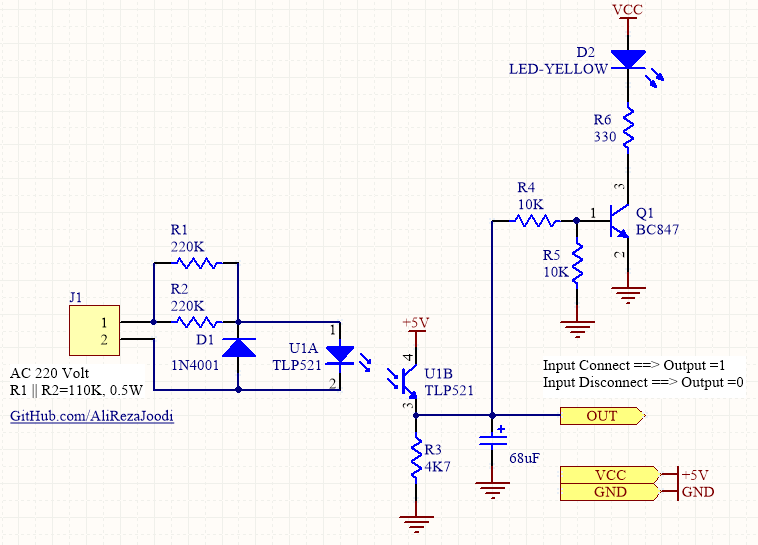 VCC
D2
LED-YELLOW
R6
330
3
R4
10K
1
Q1
BC847
R5
10K
2
R1
220K
J1
R2
220K
1
2
D1
1N4001
1
U1A
TLP521
2
+5V
4
U1B
TLP521
3
AC 220 Volt
R1 || R2=110K, 0.5W
GitHub.com/AliRezaJoodi
Input Connect ==> Output =1
Input Disconnect ==> Output =0
OUT
+
68uF
R3
4K7
VCC +5V
GND GND